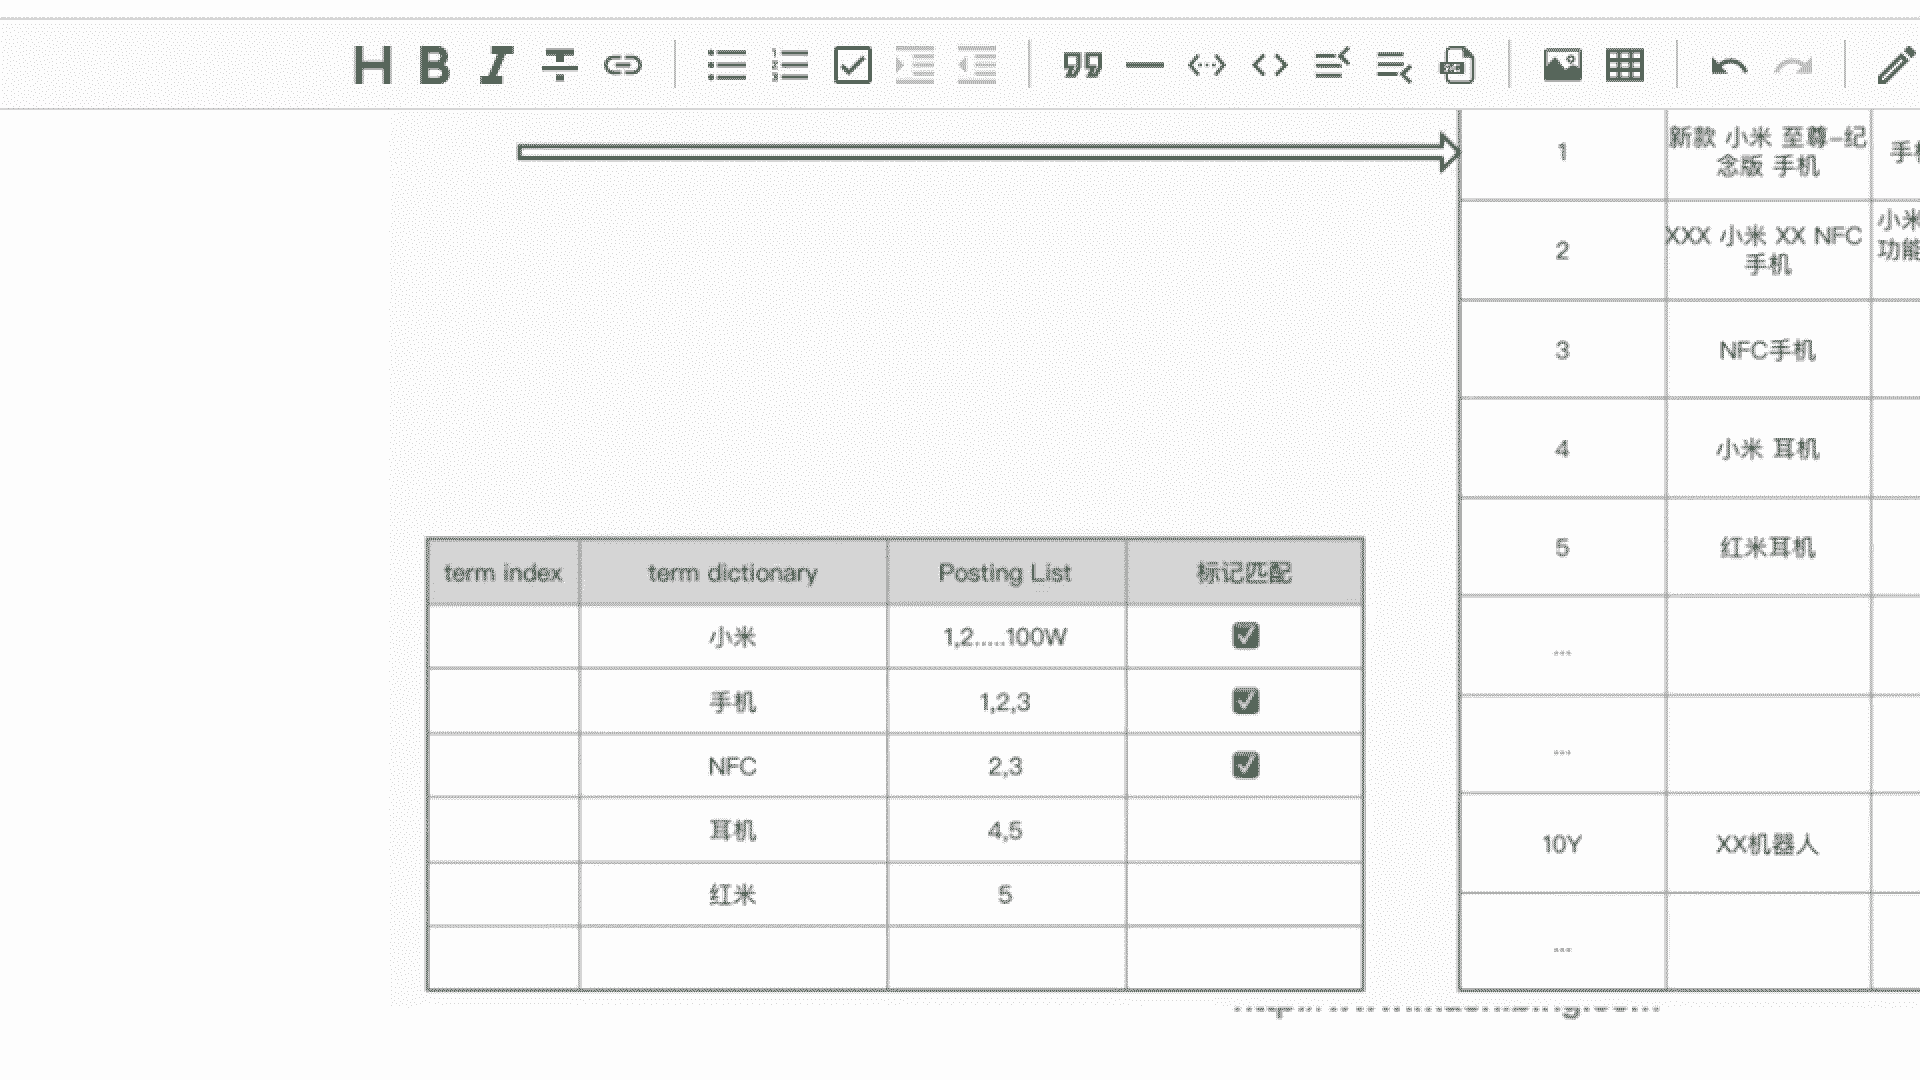 H B I
1
新款 小米 至尊-纪
念版 手机
手
2
XXX 小米 XX NFC
手机
小米
功能
3
NFC手机
4
小米 耳机
5
红米耳机
...
...
10Y
XX机器人
...
term index
term dictionary
Posting List
标记匹配
小米
1,2.....100W
手机
1,2,3
NFC
2,3
耳机
4,5
红米
5